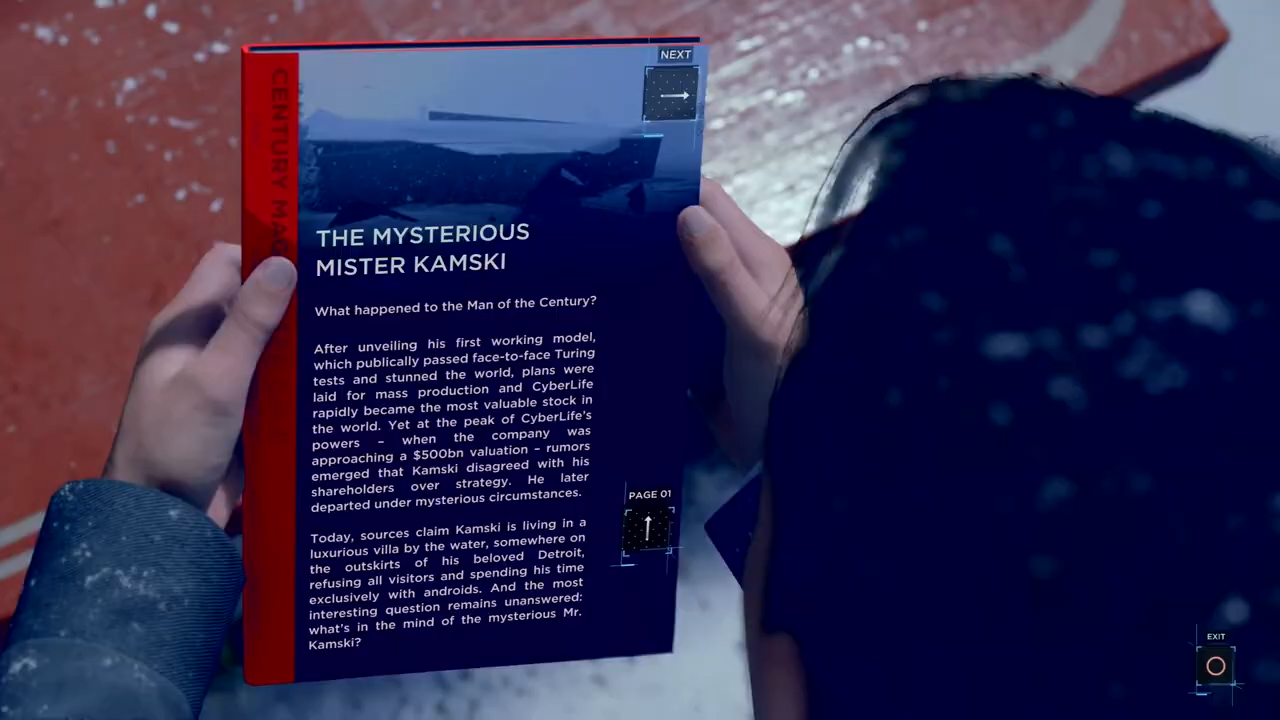 NEXT
CENTURY MAG
THE MYSTERIOUS
MISTER KAMSKI
What happened to the Man of the Century?
After unveiling his first working model,
which publically passed face-to-face Turing
tests and stunned the world, plans were
laid for mass production and CyberLife
rapidly became the most valuable stock in
the world. Yet at the peak of CyberLife's
powers – when the company was
approaching a $500bn valuation – rumors
emerged that Kamski disagreed with his
shareholders over strategy. He later
departed under mysterious circumstances.
Today, sources claim Kamski is living in a
luxurious villa by the water, somewhere on
the outskirts of his beloved Detroit,
refusing all visitors and spending his time
exclusively with androids. And the most
interesting question remains unanswered:
what's in the mind of the mysterious Mr.
Kamski?
PAGE 01
EXIT